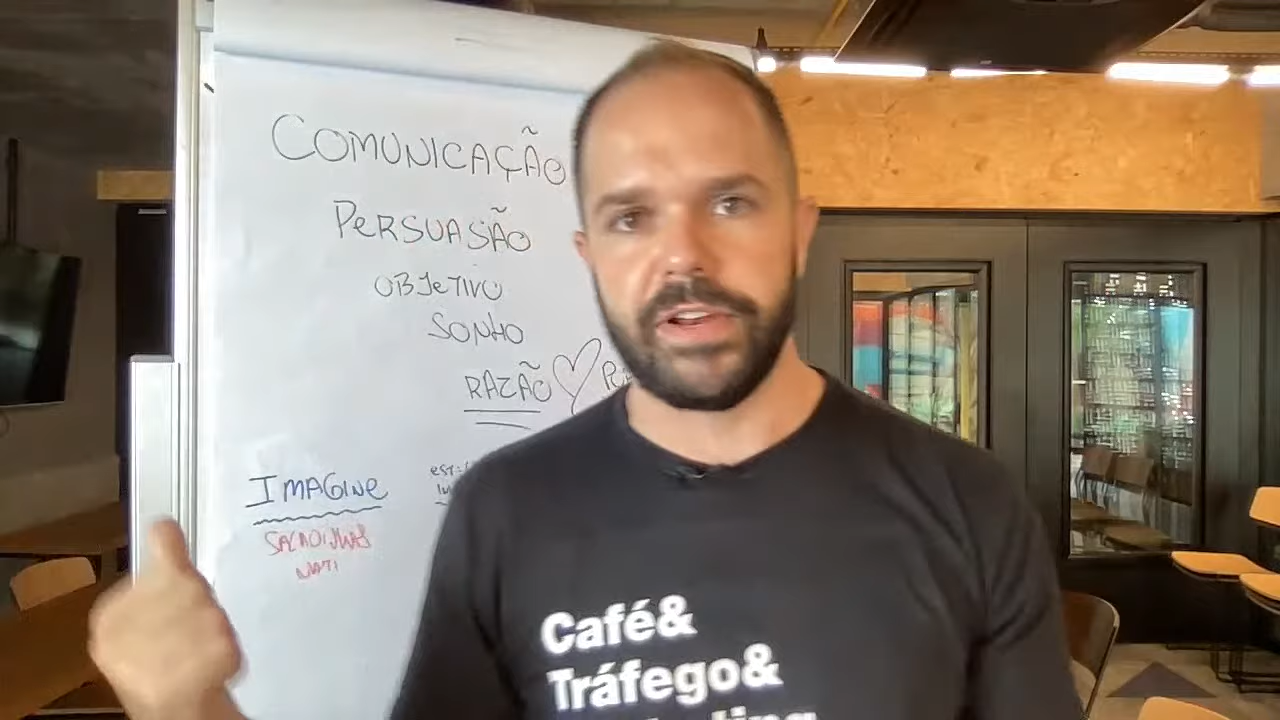 COMUNICAÇÃO
PERSUASÃO
OBJETIVO
SONHO
RAZÃO
IMAGINE
Café&
Tráfego&